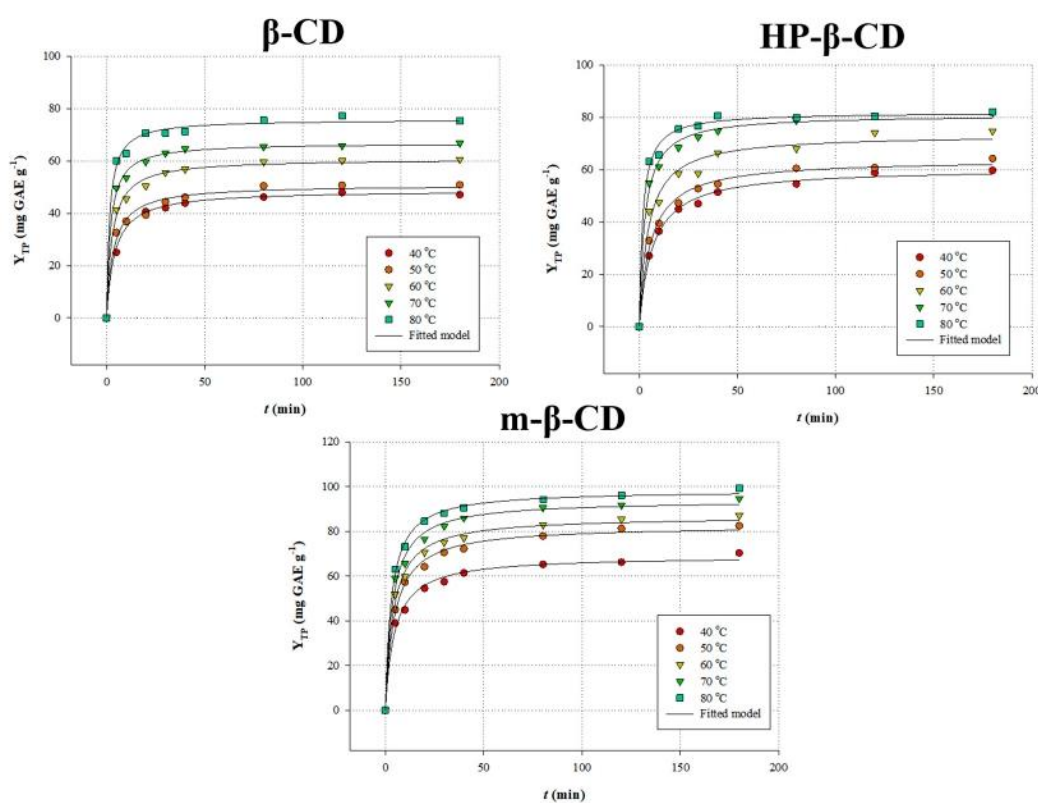 β-CD
100
80
60
40
20
0
Y_TP (mg GAE g⁻¹)
0 50 100 150 200
t (min)
40 °C
50 °C
60 °C
70 °C
80 °C
Fitted model
HP-β-CD
100
80
60
40
20
0
Y_TP (mg GAE g⁻¹)
0 50 100 150 200
t (min)
40 °C
50 °C
60 °C
70 °C
80 °C
Fitted model
m-β-CD
120
100
80
60
40
20
0
Y_TP (mg GAE g⁻¹)
0 50 100 150 200
t (min)
40 °C
50 °C
60 °C
70 °C
80 °C
Fitted model